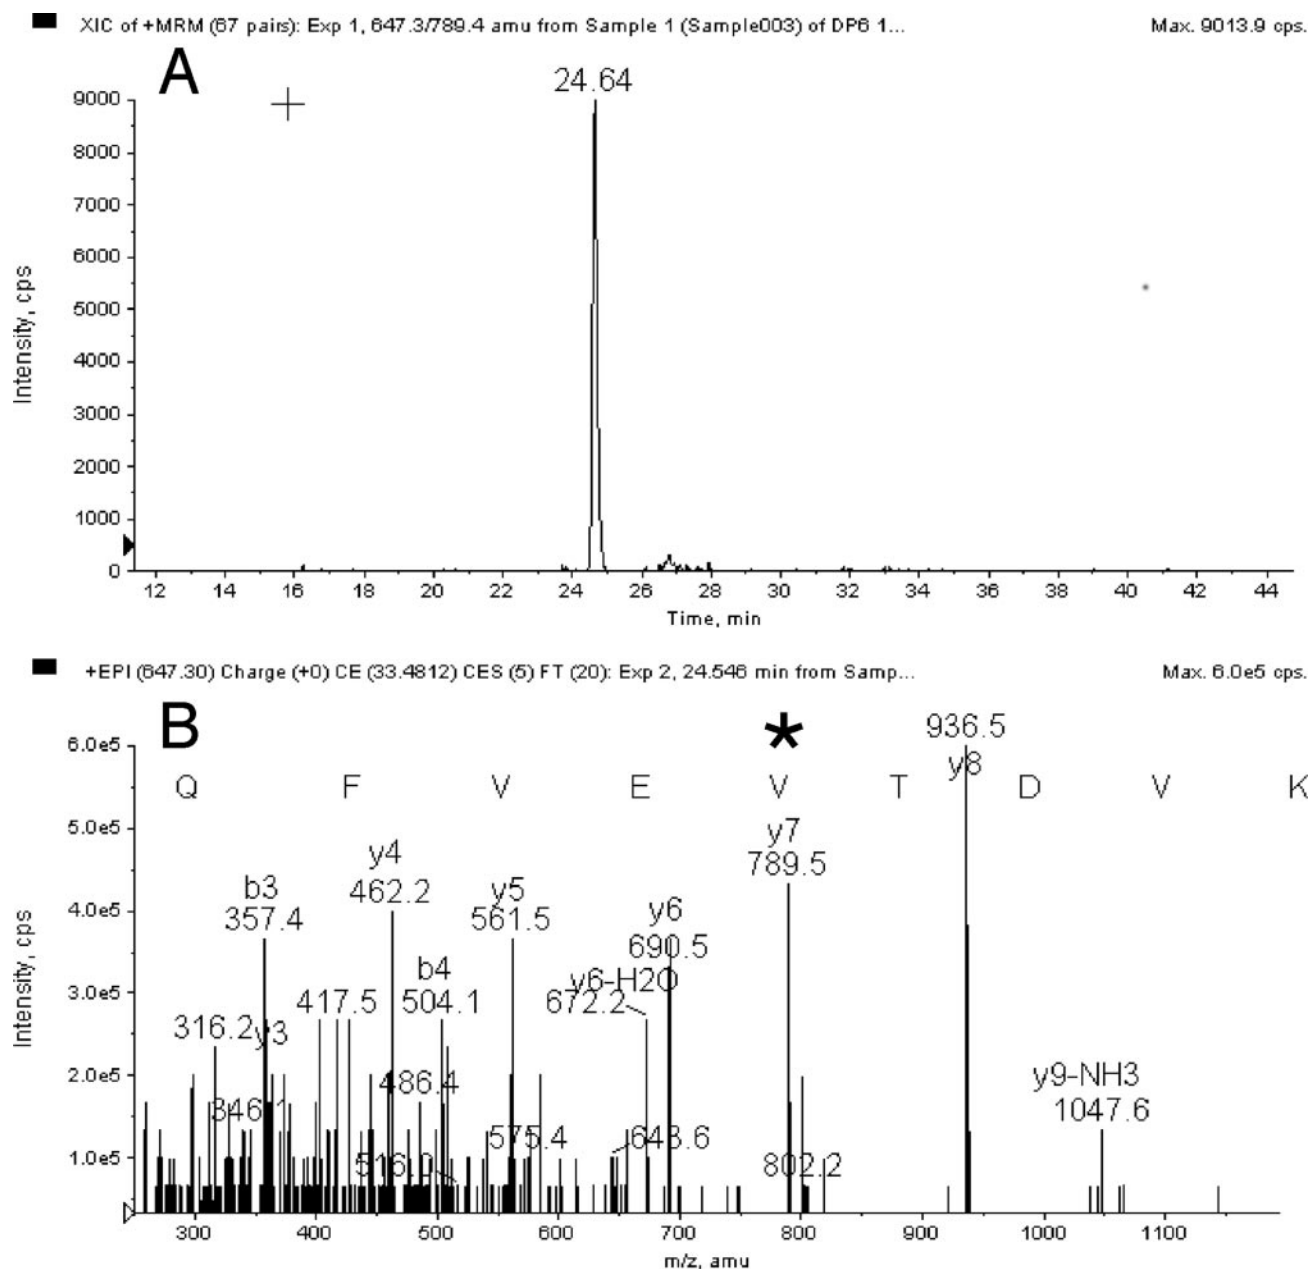 XIC of +MRM (67 pairs): Exp 1, 647.3/789.4 amu from Sample 1 (Sample003) of DP6 1... Max. 9013.9 cps.
A
24.64
9000
8000
7000
6000
5000
4000
3000
2000
1000
0
Intensity, cps
12 14 16 18 20 22 24 26 28 30 32 34 36 38 40 42 44
Time, min
+EPI (647.30) Charge (+0) CE (33.4812) CES (5) FT (20): Exp 2, 24.546 min from Samp... Max. 6.0e5 cps.
B
*
936.5
y8
Q F V E V T D V K
6.0e5
5.0e5
4.0e5
3.0e5
2.0e5
1.0e5
Intensity, cps
y7
789.5
y4
462.2
b3
357.4
y5
561.5
y6
690.5
b4
504.1
y6-H2O
672.2
417.5
316.2
y3
346.1
486.4
y9-NH3
1047.6
575.4
643.6
516.0
802.2
300 400 500 600 700 800 900 1000 1100
m/z, amu